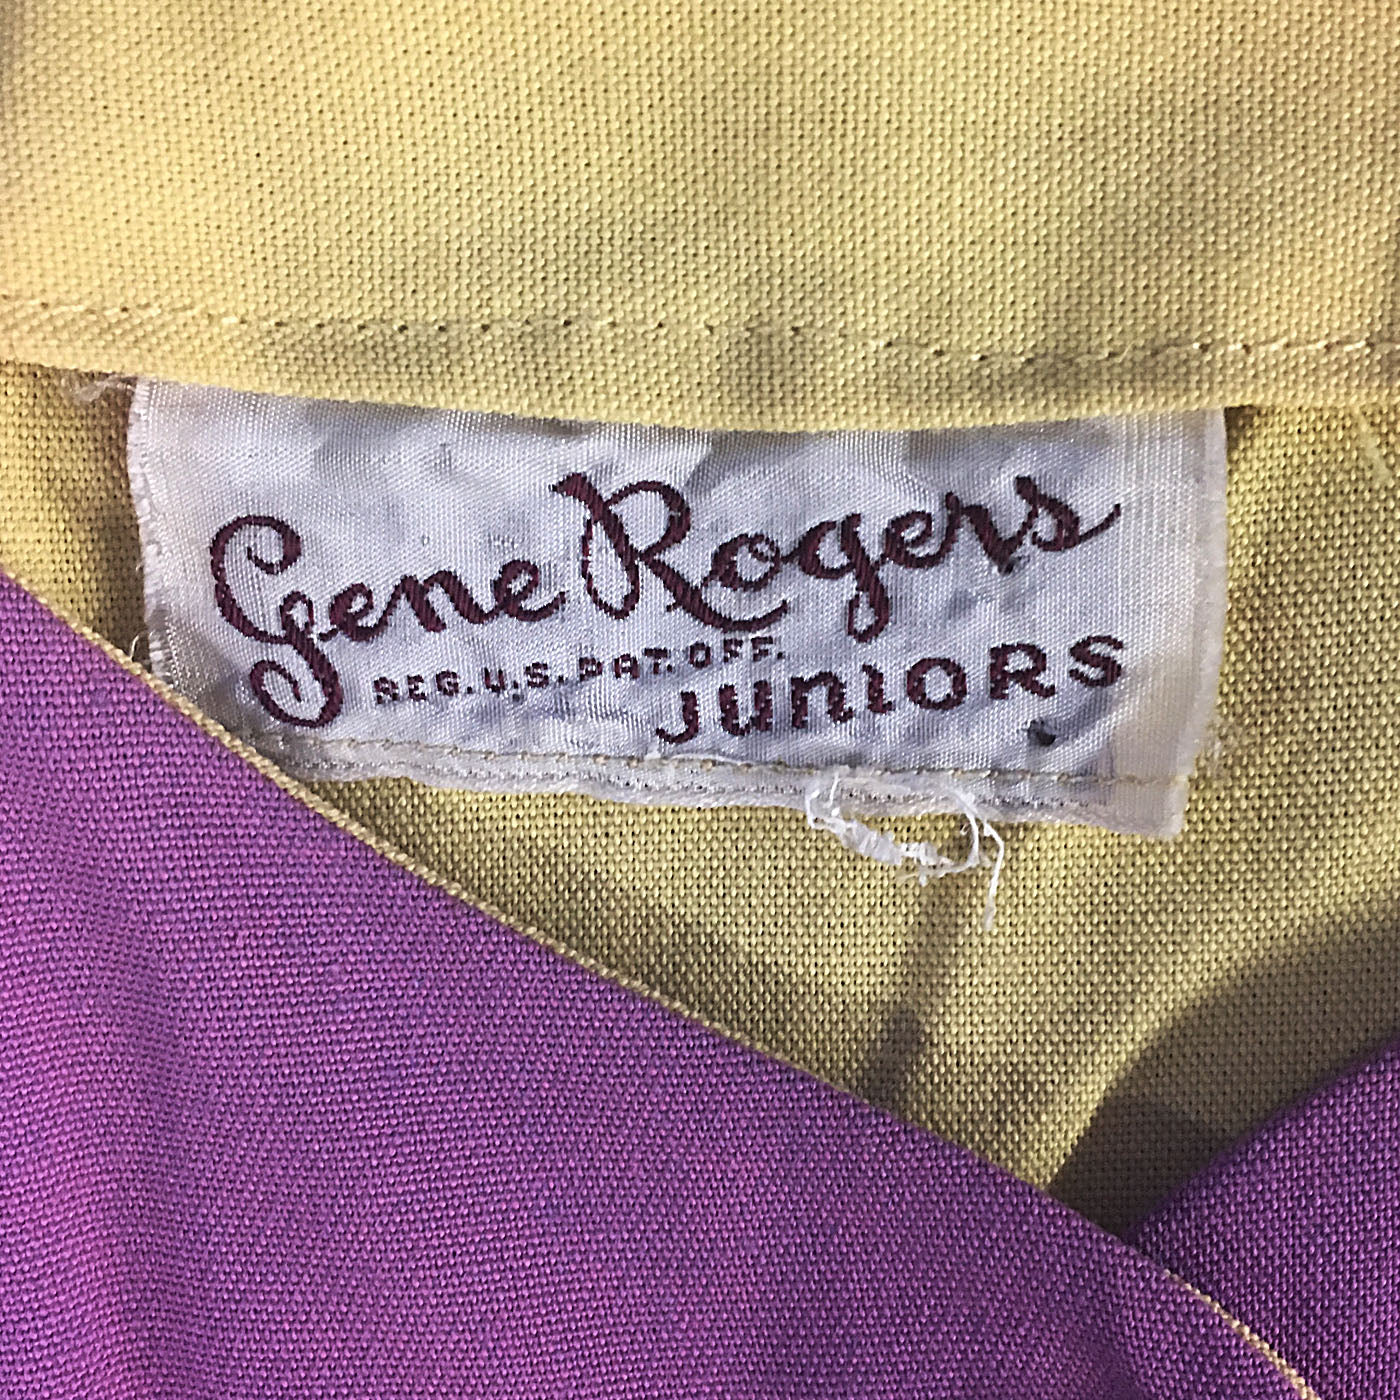 Gene Rogers
REG. U.S. PAT. OFF.
JUNIORS